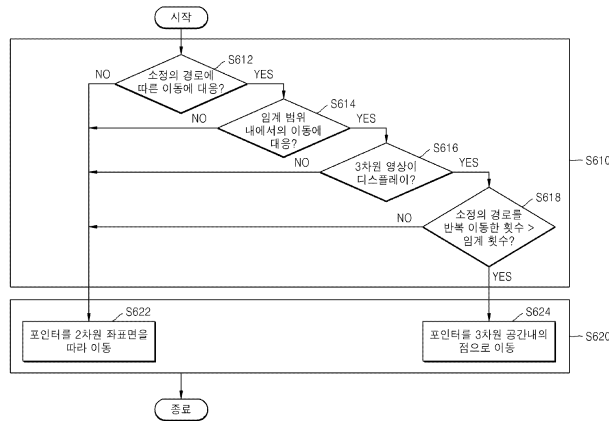 시작
S612
소정의 경로에
따른 이동에 대응?
NO
YES
S614
임계 범위
내에서의 이동에
대응?
NO
YES
S616
3차원 영상이
디스플레이?
NO
YES
S610
S618
소정의 경로를
반복 이동한 횟수 >
임계 횟수?
NO
YES
S622
포인터를 2차원 좌표면을
따라 이동
S624
포인터를 3차원 공간내의
점으로 이동
S620
종료